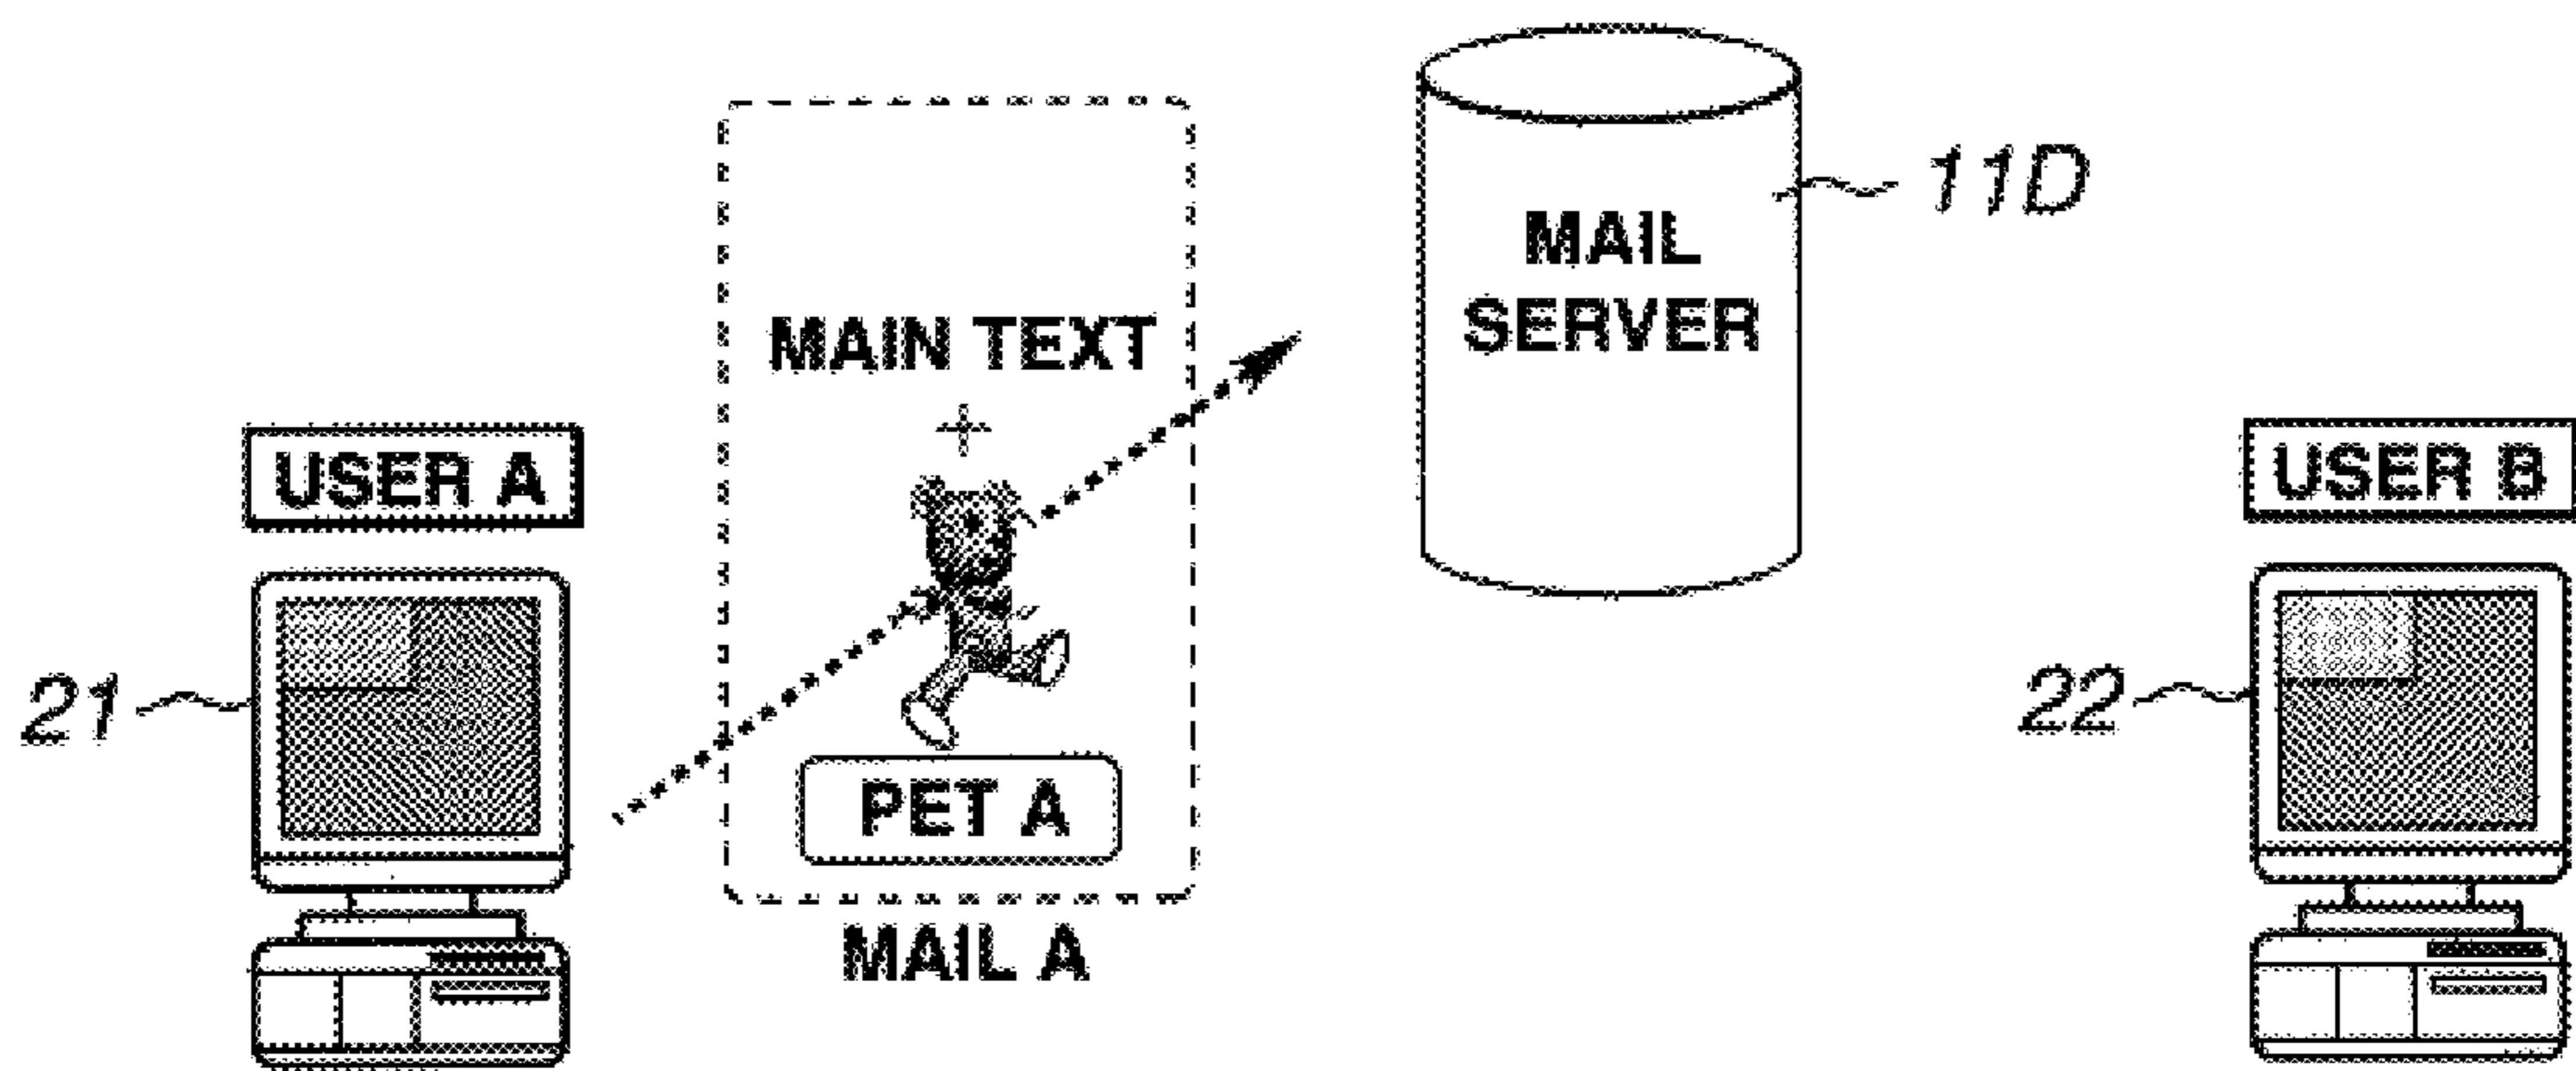 11D
MAIL
SERVER
MAIN TEXT
+
USER A
USER B
21
22
PET A
MAIL A